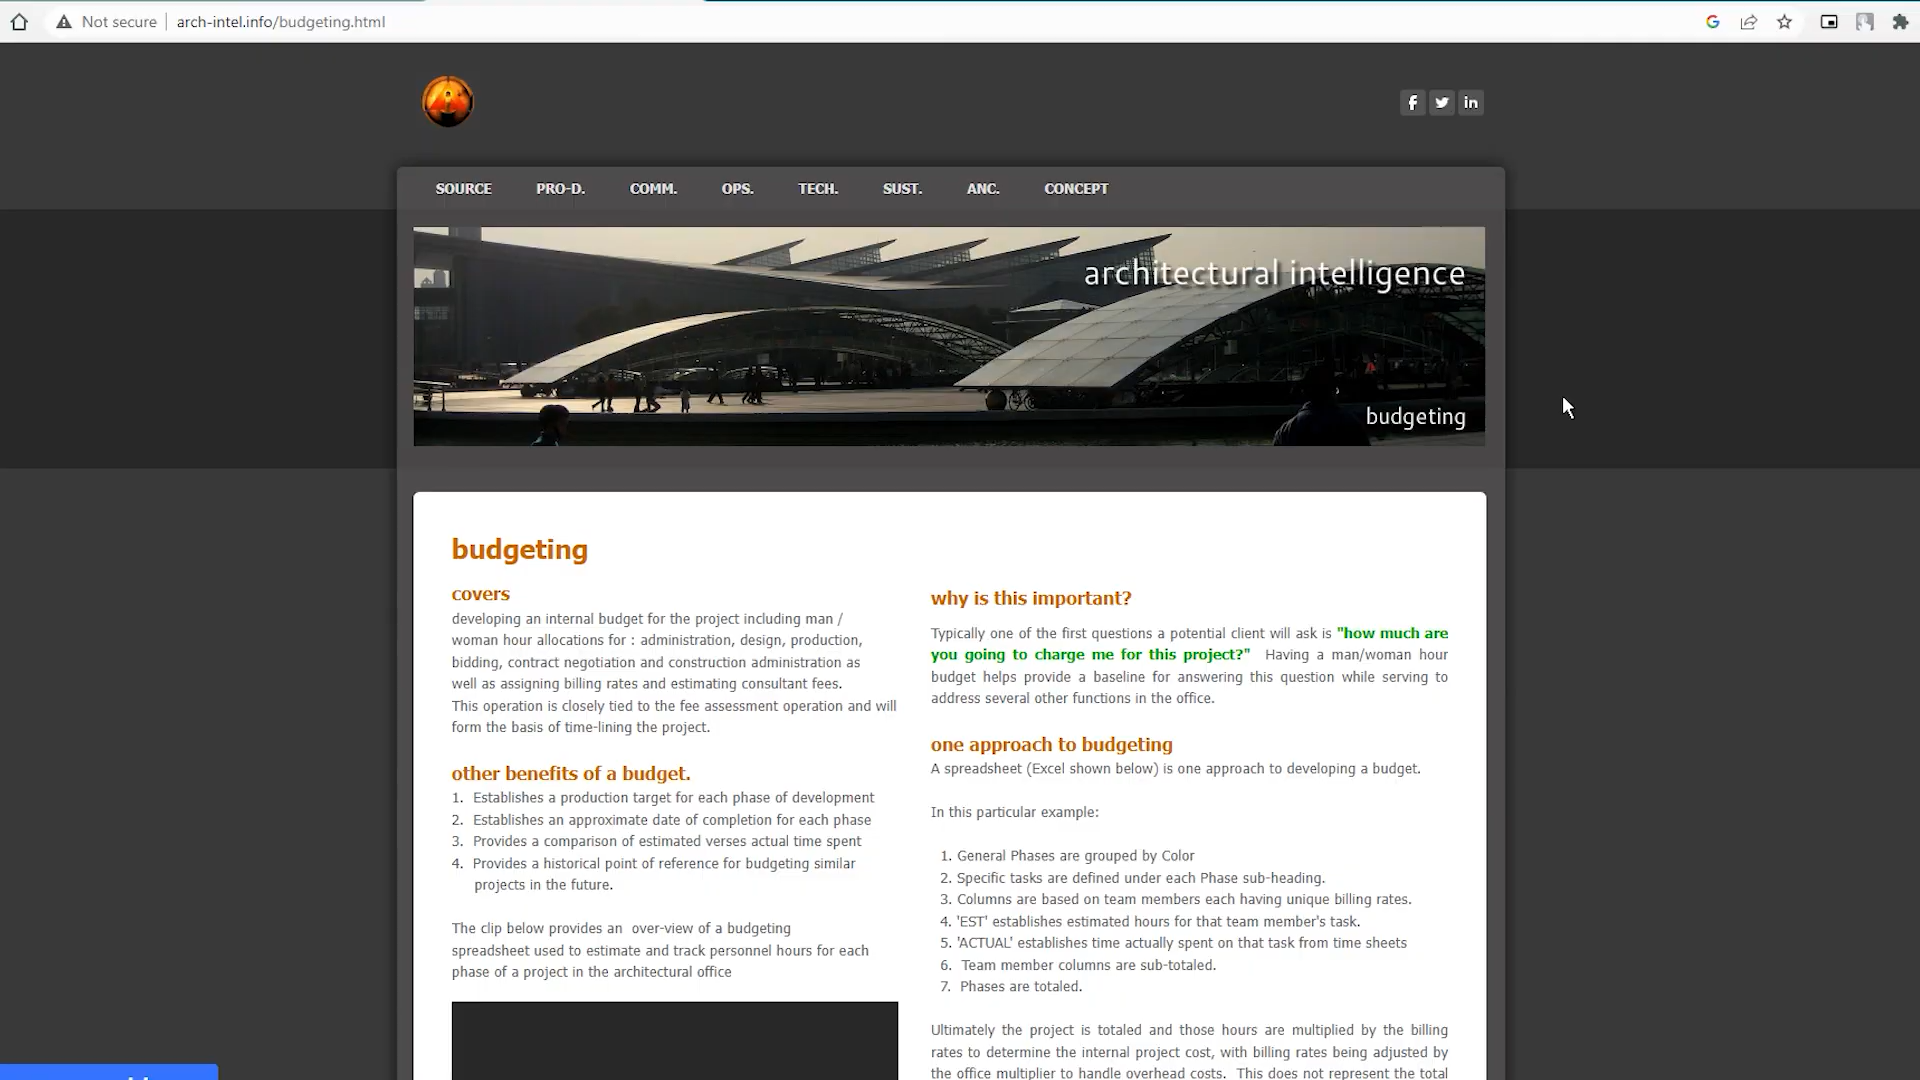 Not secure
arch-intel.info/budgeting.html
SOURCE PRO-D. COMM. OPS. TECH. SUST. ANC. CONCEPT
architectural intelligence
budgeting
budgeting
covers
developing an internal budget for the project including man /
woman hour allocations for : administration, design, production,
bidding, contract negotiation and construction administration as
well as assigning billing rates and estimating consultant fees.
This operation is closely tied to the fee assessment operation and will
form the basis of time-lining the project.
other benefits of a budget.
1. Establishes a production target for each phase of development
2. Establishes an approximate date of completion for each phase
3. Provides a comparison of estimated verses actual time spent
4. Provides a historical point of reference for budgeting similar
projects in the future.
The clip below provides an over-view of a budgeting
spreadsheet used to estimate and track personnel hours for each
phase of a project in the architectural office
why is this important?
Typically one of the first questions a potential client will ask is "how much are
you going to charge me for this project?" Having a man/woman hour
budget helps provide a baseline for answering this question while serving to
address several other functions in the office.
one approach to budgeting
A spreadsheet (Excel shown below) is one approach to developing a budget.
In this particular example:
1. General Phases are grouped by Color
2. Specific tasks are defined under each Phase sub-heading.
3. Columns are based on team members each having unique billing rates.
4. 'EST' establishes estimated hours for that team member's task.
5. 'ACTUAL' establishes time actually spent on that task from time sheets
6. Team member columns are sub-totaled.
7. Phases are totaled.
Ultimately the project is totaled and those hours are multiplied by the billing
rates to determine the internal project cost, with billing rates being adjusted by
the office multiplier to handle overhead costs. This does not represent the total